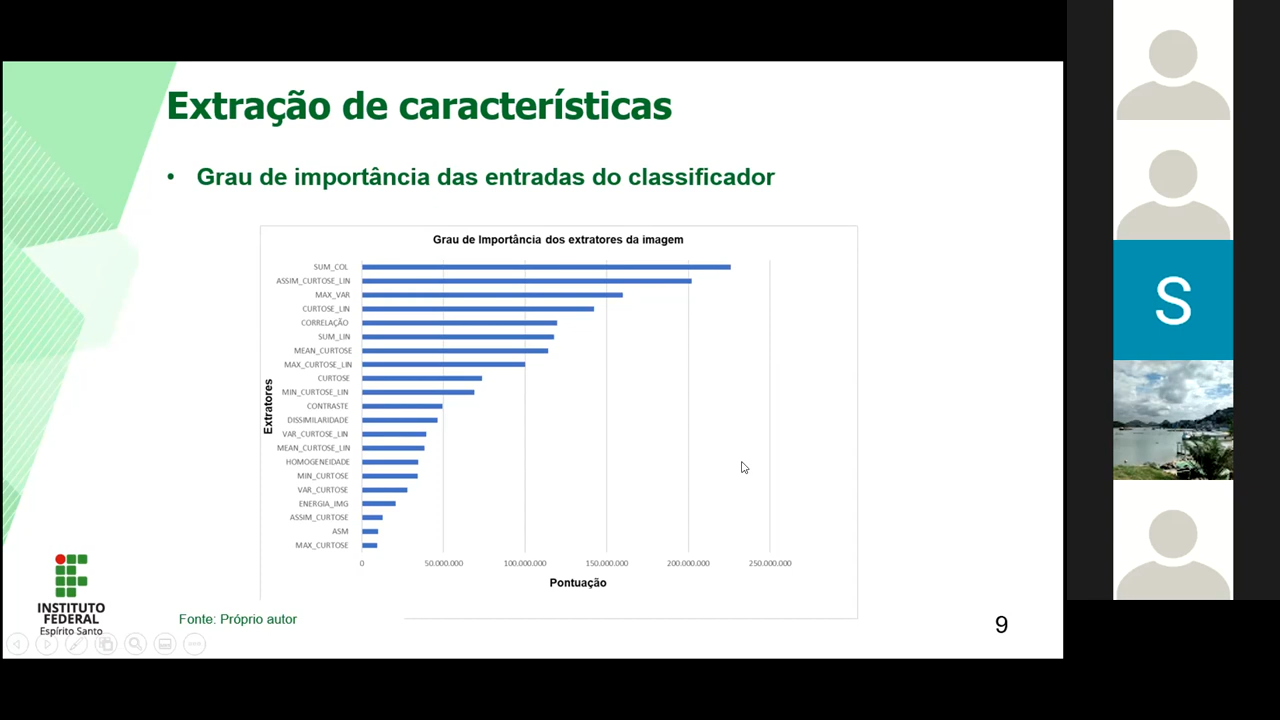 Extração de características
• Grau de importância das entradas do classificador
Grau de Importância dos extratores da imagem
SUM_COL
ASSIM_CURTOSE_LIN
MAX_VAR
CURTOSE_LIN
CORRELAÇÃO
SUM_LIN
MEAN_CURTOSE
MAX_CURTOSE_LIN
CURTOSE
MIN_CURTOSE_LIN
CONTRASTE
DISSIMILARIDADE
VAR_CURTOSE_LIN
MEAN_CURTOSE_LIN
HOMOGENEIDADE
MIN_CURTOSE
VAR_CURTOSE
ENERGIA_IMG
ASSIM_CURTOSE
ASM
MAX_CURTOSE
Extratores
0 50.000.000 100.000.000 150.000.000 200.000.000 250.000.000
Pontuação
INSTITUTO
FEDERAL
Espírito Santo
Fonte: Próprio autor
9
S